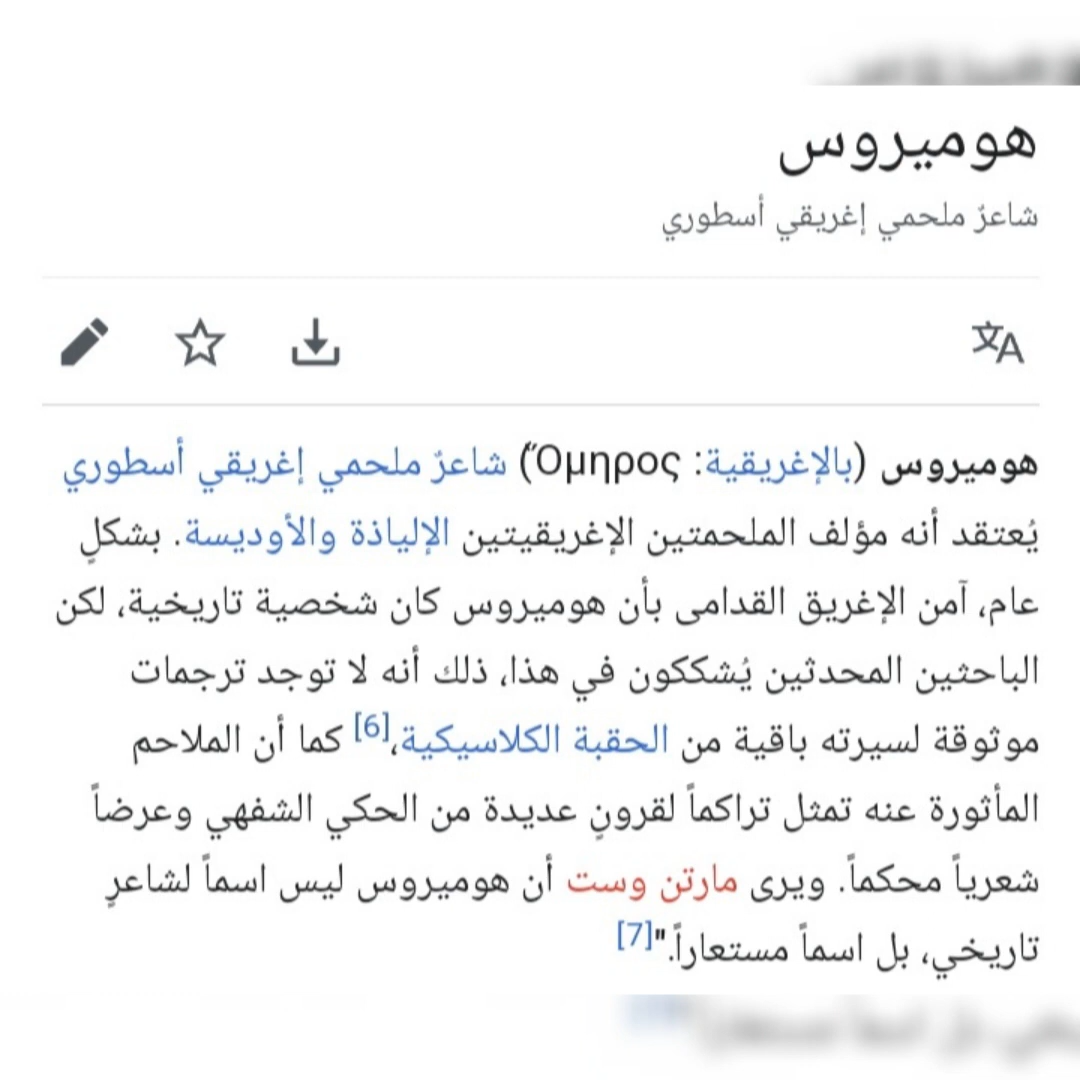 هوميروس
شاعرٌ ملحمي إغريقي أسطوري
هوميروس (بالإغريقية: Ὅμηρος) شاعرٌ ملحمي إغريقي أسطوري
يُعتقد أنه مؤلف الملحمتين الإغريقيتين الإلياذة والأوديسة. بشكلٍ
عام، آمن الإغريق القدامى بأن هوميروس كان شخصية تاريخية، لكن
الباحثين المحدثين يُشككون في هذا، ذلك أنه لا توجد ترجمات
موثوقة لسيرته باقية من الحقبة الكلاسيكية،[6] كما أن الملاحم
المأثورة عنه تمثل تراكماً لقرونٍ عديدة من الحكي الشفهي وعرضاً
شعرياً محكماً. ويرى مارتن وست أن هوميروس ليس اسماً لشاعرٍ
تاريخي، بل اسماً مستعاراً."[7]